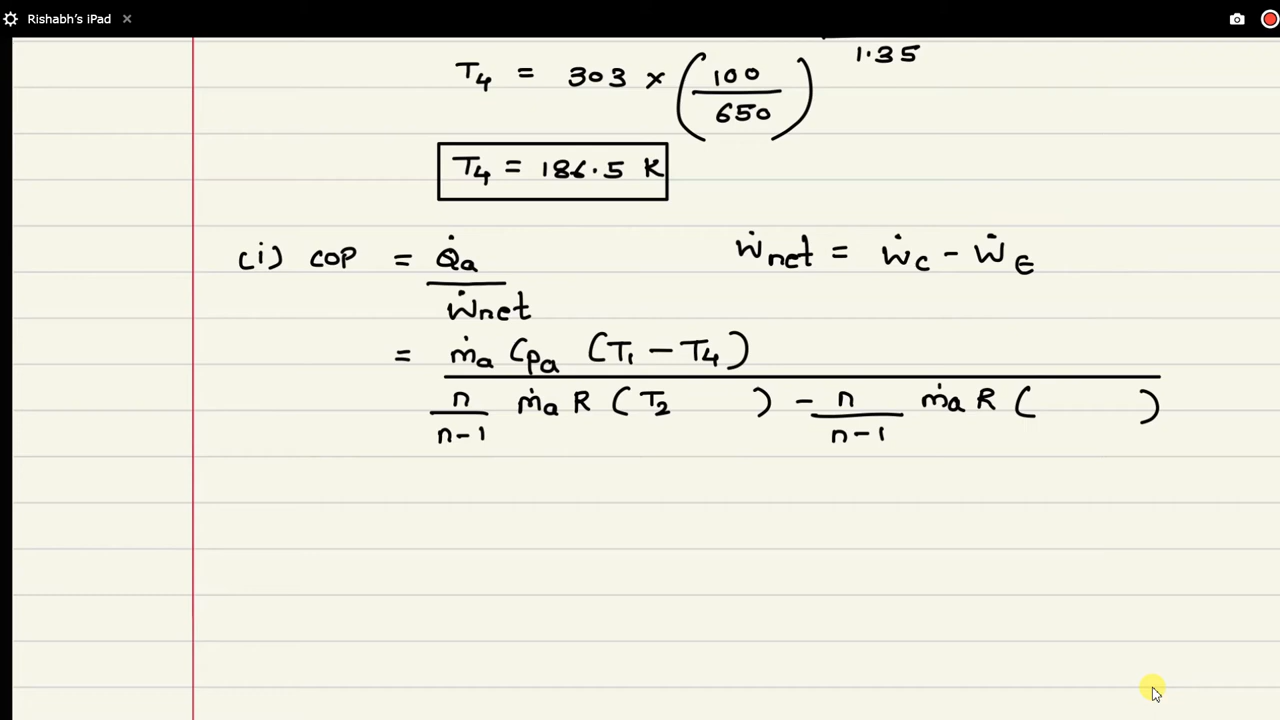 Rishabh's iPad ×
1.35
T4 = 303 × (100/650)
T4 = 186.5 K
(i) COP = Q̇a / Ẇnet Ẇnet = ẆC − ẆE
= ṁa Cpa (T1 − T4)
n/n-1 ṁa R (T2 ) − n/n-1 ṁa R ( )